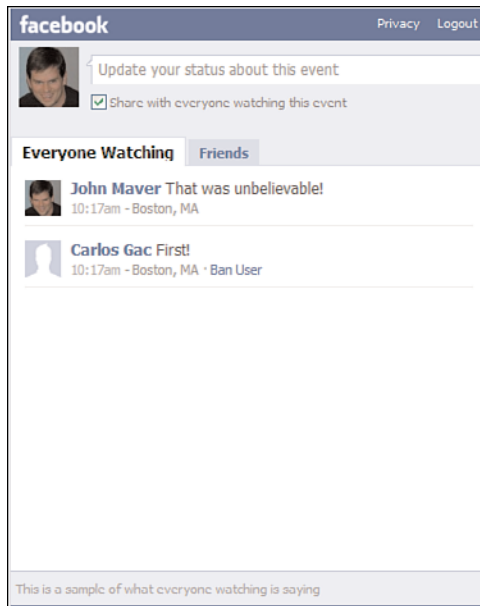 facebook Privacy Logout
Update your status about this event
Share with everyone watching this event
Everyone Watching Friends
John Maver That was unbelievable!
10:17am - Boston, MA
Carlos Gac First!
10:17am - Boston, MA · Ban User
This is a sample of what everyone watching is saying